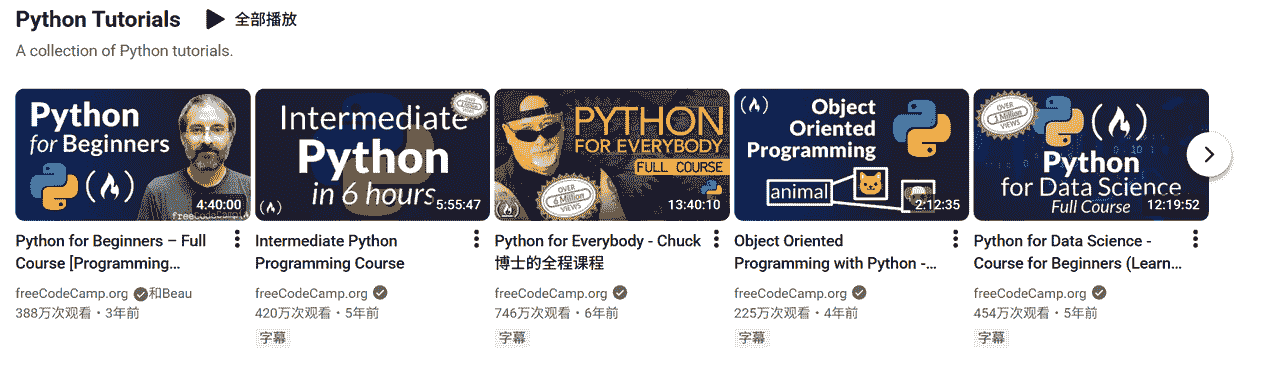 Python Tutorials
全部播放
A collection of Python tutorials.
Python
for Beginners
freeCodeCamp
4:40:00
Python for Beginners – Full
Course [Programming…
freeCodeCamp.org 和Beau
388万次观看・3年前
OVER
1 Million
VIEWS
Intermediate
Python
in 6 hours
5:55:47
Intermediate Python
Programming Course
freeCodeCamp.org
420万次观看・5年前
字幕
PYTHON
FOR EVERYBODY
FULL COURSE
OVER
6 Million
VIEWS
13:40:10
Python for Everybody - Chuck
博士的全程课程
freeCodeCamp.org
746万次观看・6年前
字幕
Object
Oriented
Programming
animal
2:12:35
Object Oriented
Programming with Python -…
freeCodeCamp.org
225万次观看・4年前
字幕
OVER
1 Million
VIEWS
Python
for Data Science
Full Course
12:19:52
Python for Data Science -
Course for Beginners (Learn…
freeCodeCamp.org
454万次观看・5年前
字幕